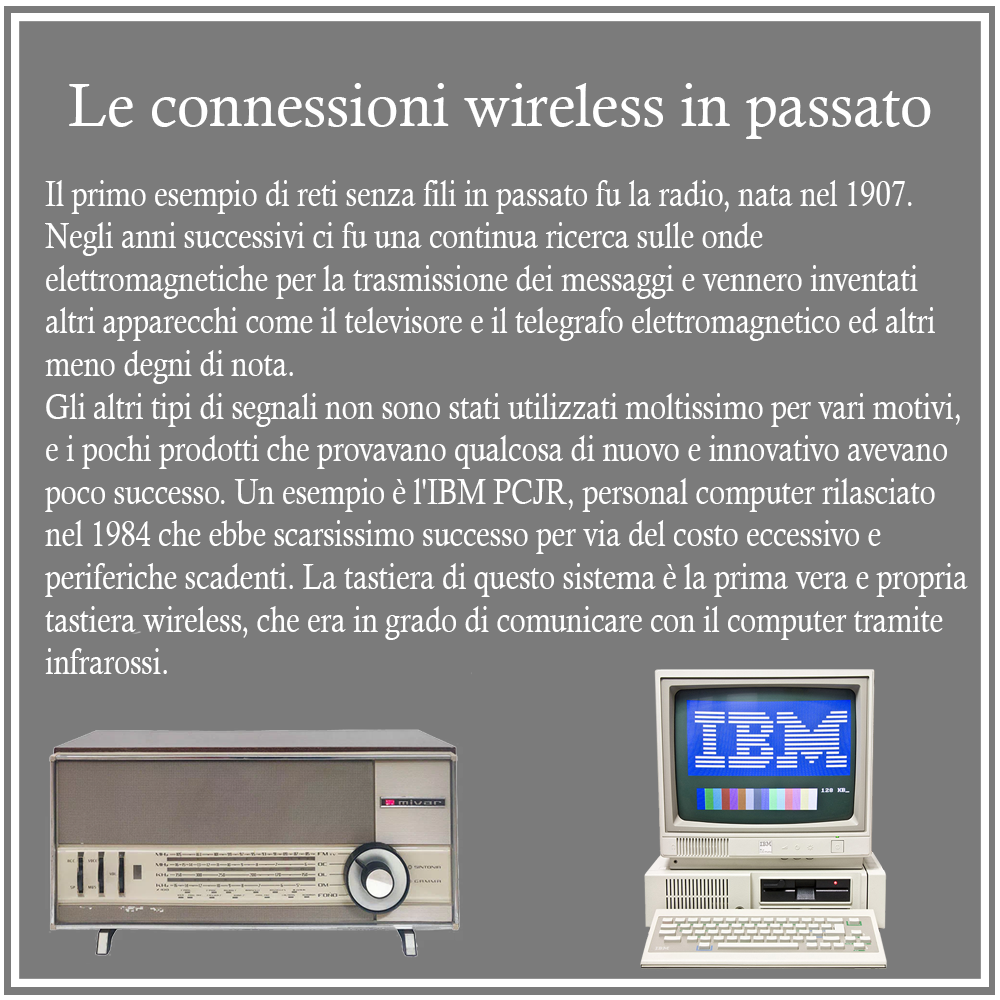 Le connessioni wireless in passato
Il primo esempio di reti senza fili in passato fu la radio, nata nel 1907.
Negli anni successivi ci fu una continua ricerca sulle onde
elettromagnetiche per la trasmissione dei messaggi e vennero inventati
altri apparecchi come il televisore e il telegrafo elettromagnetico ed altri
meno degni di nota.
Gli altri tipi di segnali non sono stati utilizzati moltissimo per vari motivi,
e i pochi prodotti che provavano qualcosa di nuovo e innovativo avevano
poco successo. Un esempio è l'IBM PCJR, personal computer rilasciato
nel 1984 che ebbe scarsissimo successo per via del costo eccessivo e
periferiche scadenti. La tastiera di questo sistema è la prima vera e propria
tastiera wireless, che era in grado di comunicare con il computer tramite
infrarossi.
mivar
IBM
128 KB_
IBM